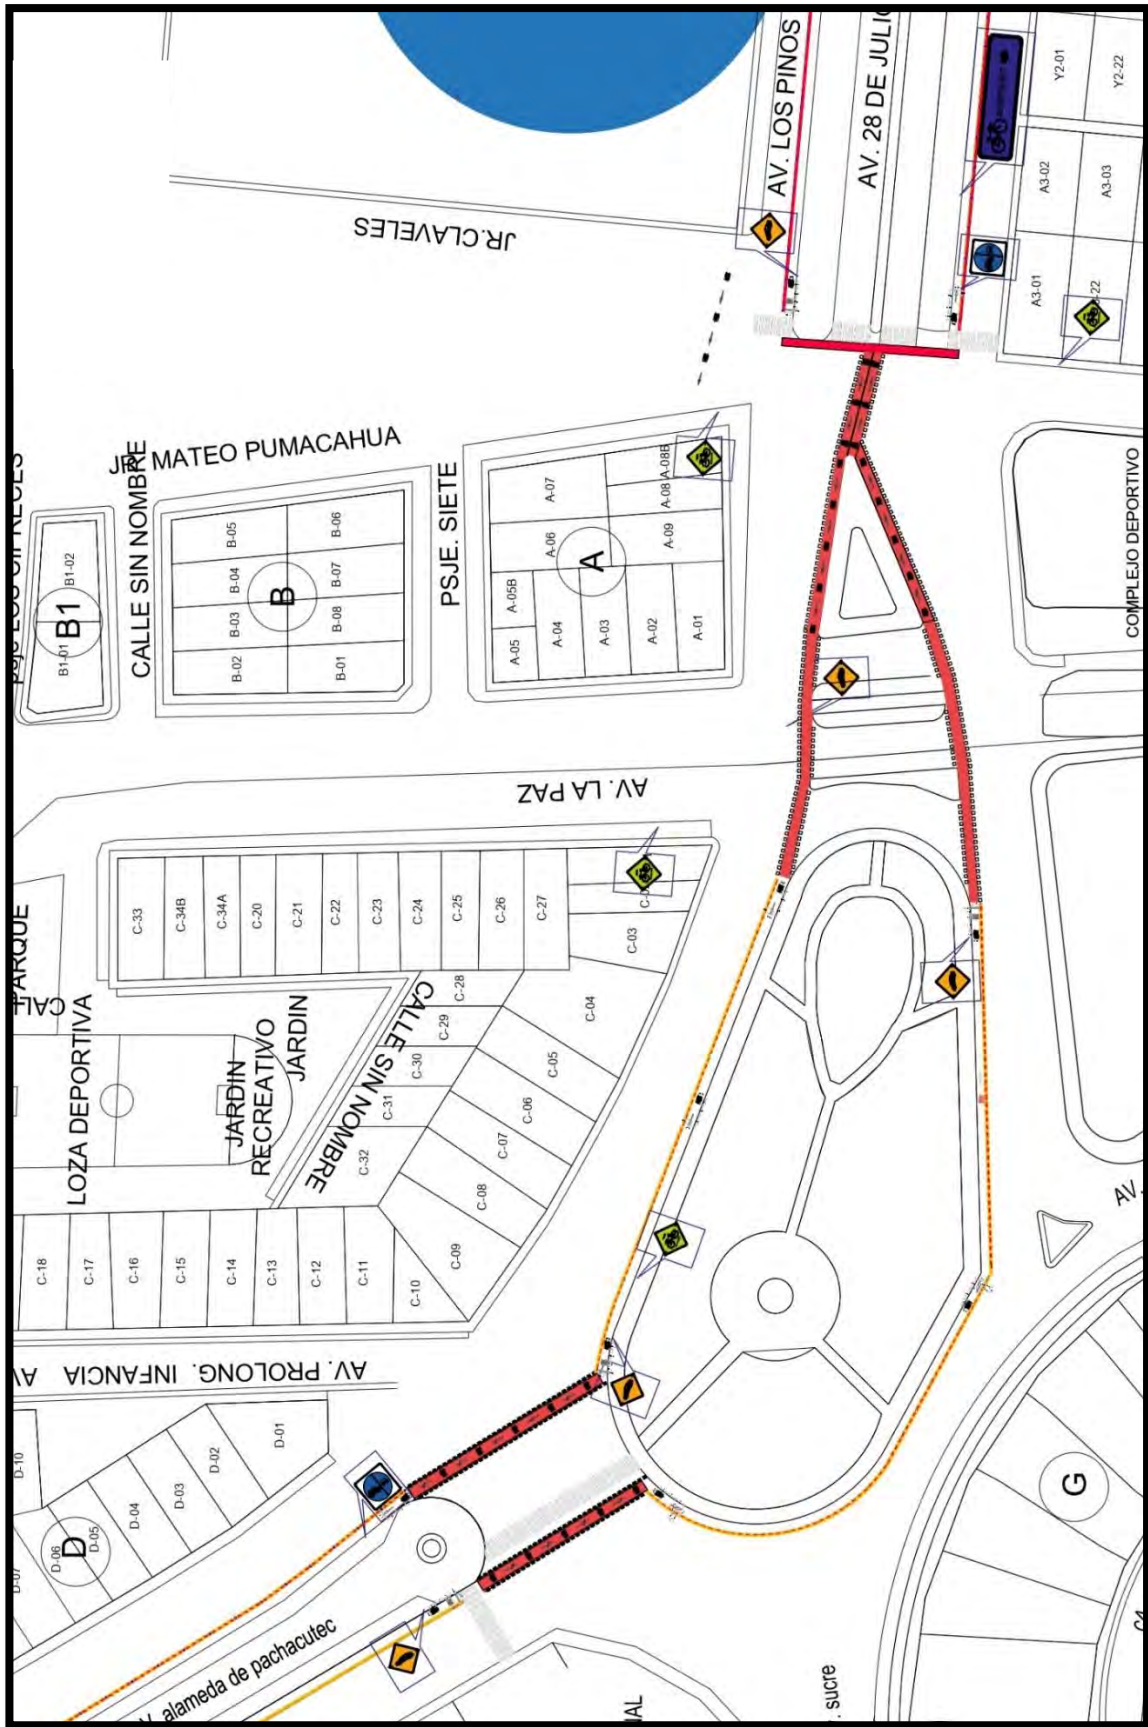 AV. LOS PINOS
AV. 28 DE JULIO
Y2-01
Y2-22
A3-02
A3-03
A3-01
JR.CLAVELES
JR. MATEO PUMACAHUA
CALLE SIN NOMBRE
PSJE. SIETE
B1-01
B1-02
B1
B-05
B-06
B-04
B-07
B
B-03
B-08
B-02
B-01
A-07
A-08B
A-08
A-06
A-09
A
A-05B
A-05
A-04
A-03
A-02
A-01
COMPLEJO DEPORTIVO
AV. LA PAZ
C-33
C-34B
C-34A
C-20
C-21
C-22
C-23
C-24
C-25
C-26
C-27
C-03
C-04
C-28
C-29
C-30
C-31
C-32
C-05
C-06
C-07
C-08
C-09
C-10
CALLE SIN NOMBRE
PARQUE
LOZA DEPORTIVA
JARDIN
RECREATIVO
JARDIN
C-18
C-17
C-16
C-15
C-14
C-13
C-12
C-11
AV. PROLONG. INFANCIA AV
D-10
D-01
D-02
D-03
D-04
D-05
D-06
D-07
D
G
AV.
alameda de pachacutec
sucre